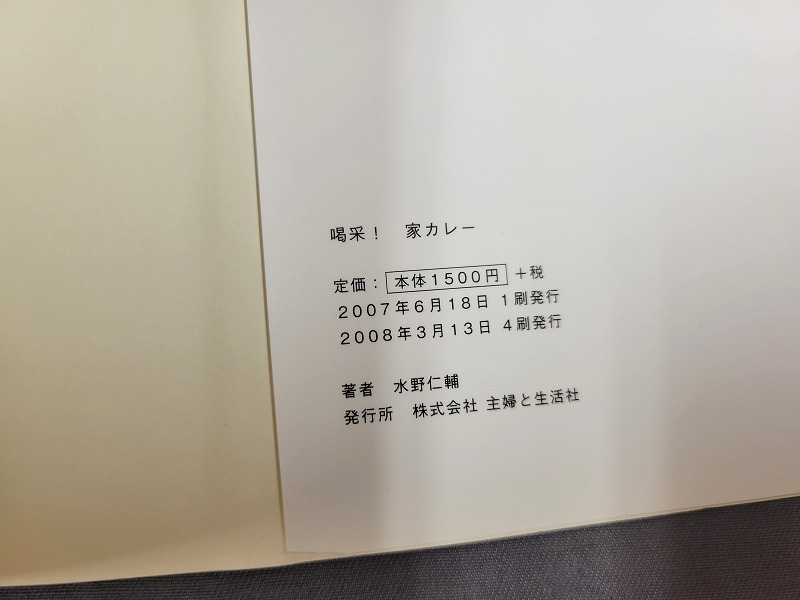 喝采！　家カレー
定価：本体１５００円＋税
２００７年６月１８日 １刷発行
２００８年３月１３日 ４刷発行
著者　水野仁輔
発行所　株式会社 主婦と生活社